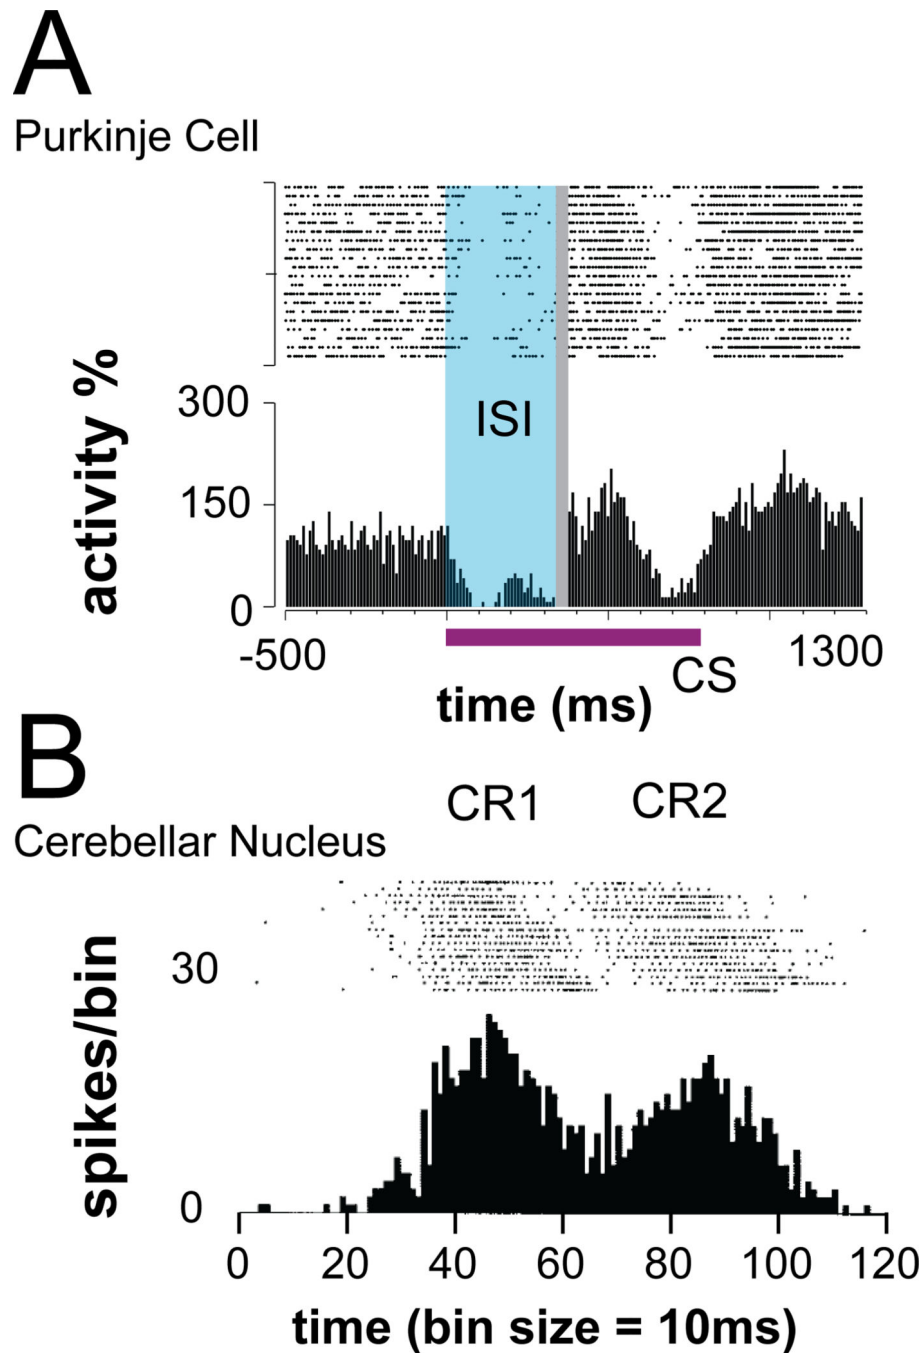 A
Purkinje Cell
activity %
300
150
0
ISI
-500
1300
CS
time (ms)
B
CR1
CR2
Cerebellar Nucleus
spikes/bin
30
0
0 20 40 60 80 100 120
time (bin size = 10ms)